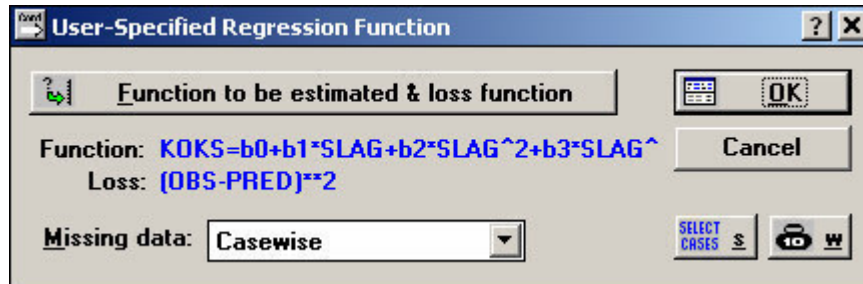 User-Specified Regression Function
Function to be estimated & loss function
OK
Function: KOKS=b0+b1*SLAG+b2*SLAG^2+b3*SLAG^
Loss: (OBS-PRED)**2
Cancel
Missing data: Casewise
SELECT CASES S
W